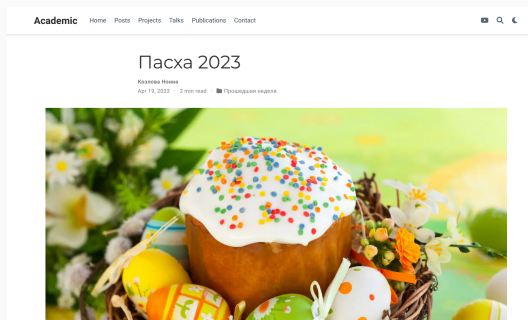 Academic Home Posts Projects Talks Publications Contact
Пасха 2023
Козлова Нонна
Apr 19, 2023 · 2 min read · Прошедшая неделя